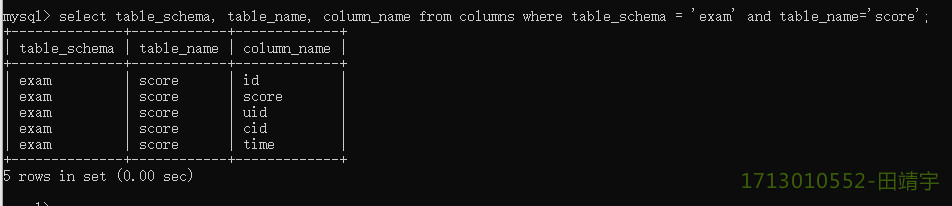 mysql> select table_schema, table_name, column_name from columns where table_schema = 'exam' and table_name='score';
+--------------+------------+-------------+
| table_schema | table_name | column_name |
+--------------+------------+-------------+
| exam         | score      | id          |
| exam         | score      | score       |
| exam         | score      | uid         |
| exam         | score      | cid         |
| exam         | score      | time        |
+--------------+------------+-------------+
5 rows in set (0.00 sec)
1713010552-田靖宇